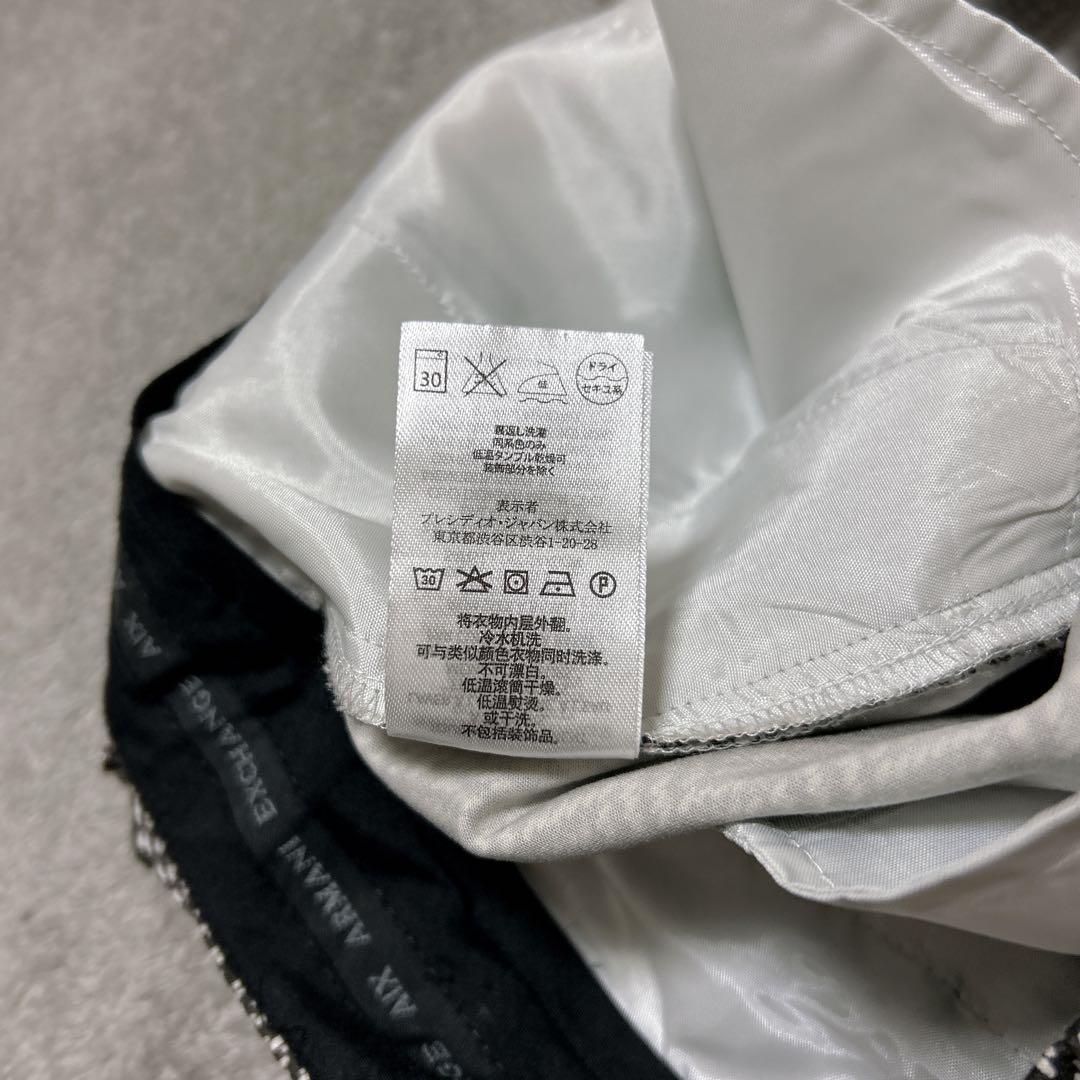 30
低
ドライ
セキユ系
裏返し洗濯
同系色のみ
低温タンブル乾燥可
装飾部分を除く
表示者
プレシディオ・ジャパン株式会社
東京都渋谷区渋谷1-20-28
30
P
将衣物内层外翻。
冷水机洗
可与类似颜色衣物同时洗涤。
不可漂白。
低温滚筒干燥。
低温熨烫。
或干洗。
不包括装饰品。
A|X ARMANI EXCHANGE A|X